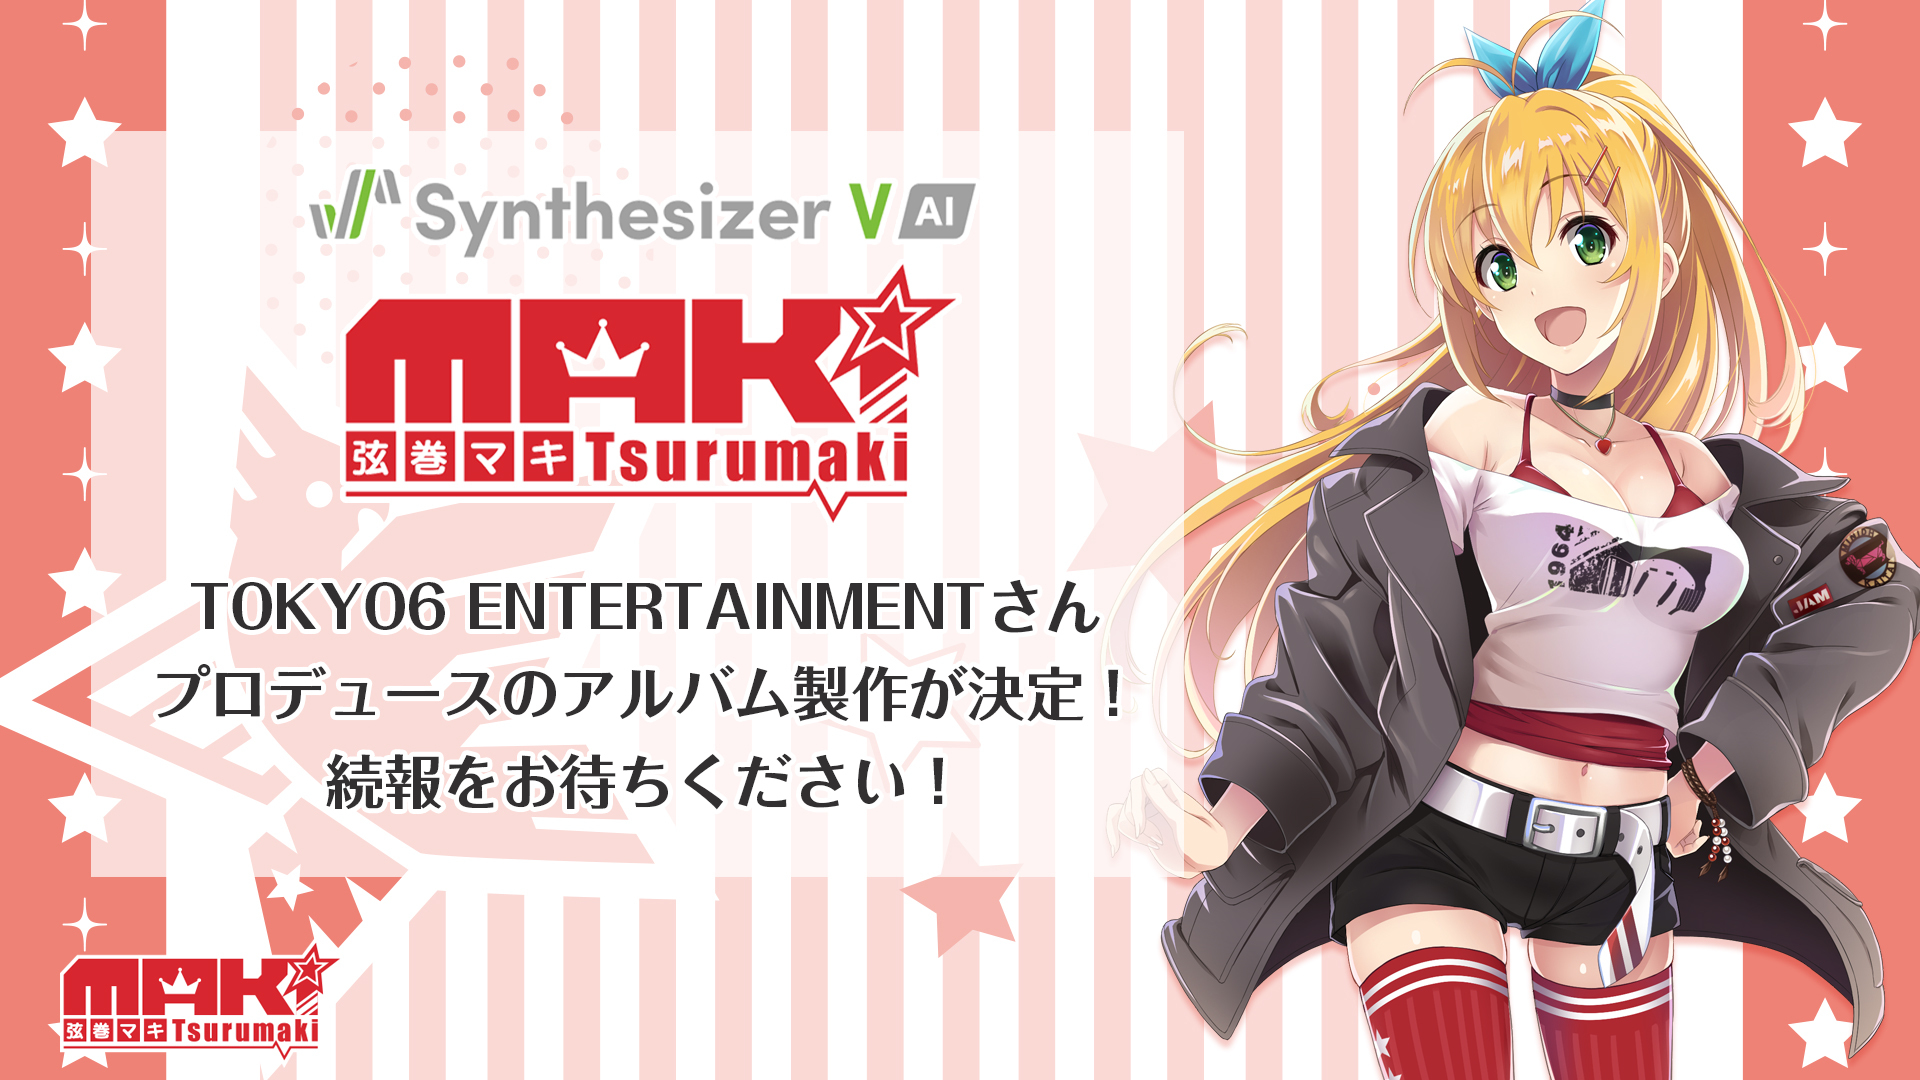 Synthesizer V AI
MAKi
弦巻マキ Tsurumaki
TOKYO6 ENTERTAINMENTさん
プロデュースのアルバム製作が決定！
続報をお待ちください！
1964
JAM
MAKi
弦巻マキ Tsurumaki